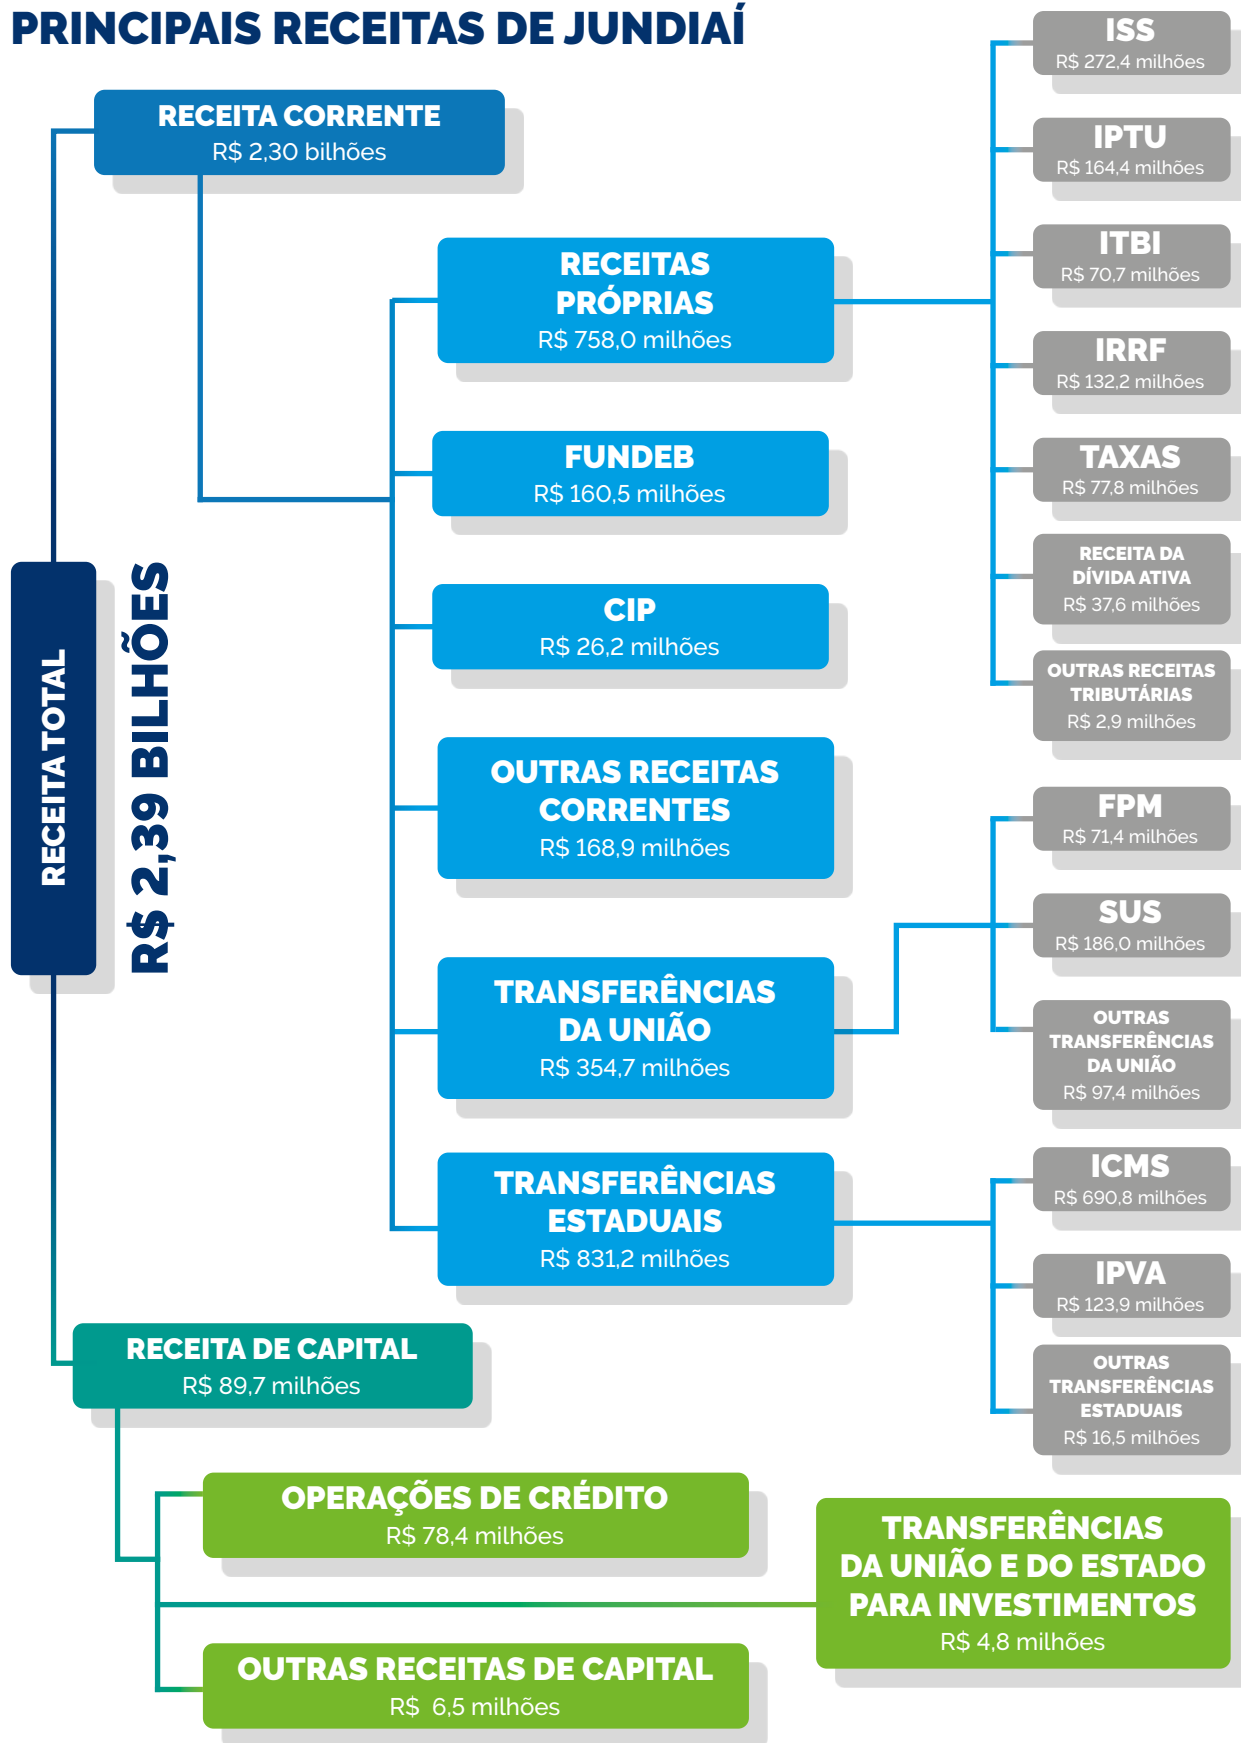 PRINCIPAIS RECEITAS DE JUNDIAÍ
RECEITA TOTAL
R$ 2,39 BILHÕES
RECEITA CORRENTE
R$ 2,30 bilhões
RECEITAS
PRÓPRIAS
R$ 758,0 milhões
ISS
R$ 272,4 milhões
IPTU
R$ 164,4 milhões
ITBI
R$ 70,7 milhões
IRRF
R$ 132,2 milhões
TAXAS
R$ 77,8 milhões
RECEITA DA
DÍVIDA ATIVA
R$ 37,6 milhões
OUTRAS RECEITAS
TRIBUTÁRIAS
R$ 2,9 milhões
FUNDEB
R$ 160,5 milhões
CIP
R$ 26,2 milhões
OUTRAS RECEITAS
CORRENTES
R$ 168,9 milhões
TRANSFERÊNCIAS
DA UNIÃO
R$ 354,7 milhões
FPM
R$ 71,4 milhões
SUS
R$ 186,0 milhões
OUTRAS
TRANSFERÊNCIAS
DA UNIÃO
R$ 97,4 milhões
TRANSFERÊNCIAS
ESTADUAIS
R$ 831,2 milhões
ICMS
R$ 690,8 milhões
IPVA
R$ 123,9 milhões
OUTRAS
TRANSFERÊNCIAS
ESTADUAIS
R$ 16,5 milhões
RECEITA DE CAPITAL
R$ 89,7 milhões
OPERAÇÕES DE CRÉDITO
R$ 78,4 milhões
TRANSFERÊNCIAS
DA UNIÃO E DO ESTADO
PARA INVESTIMENTOS
R$ 4,8 milhões
OUTRAS RECEITAS DE CAPITAL
R$ 6,5 milhões